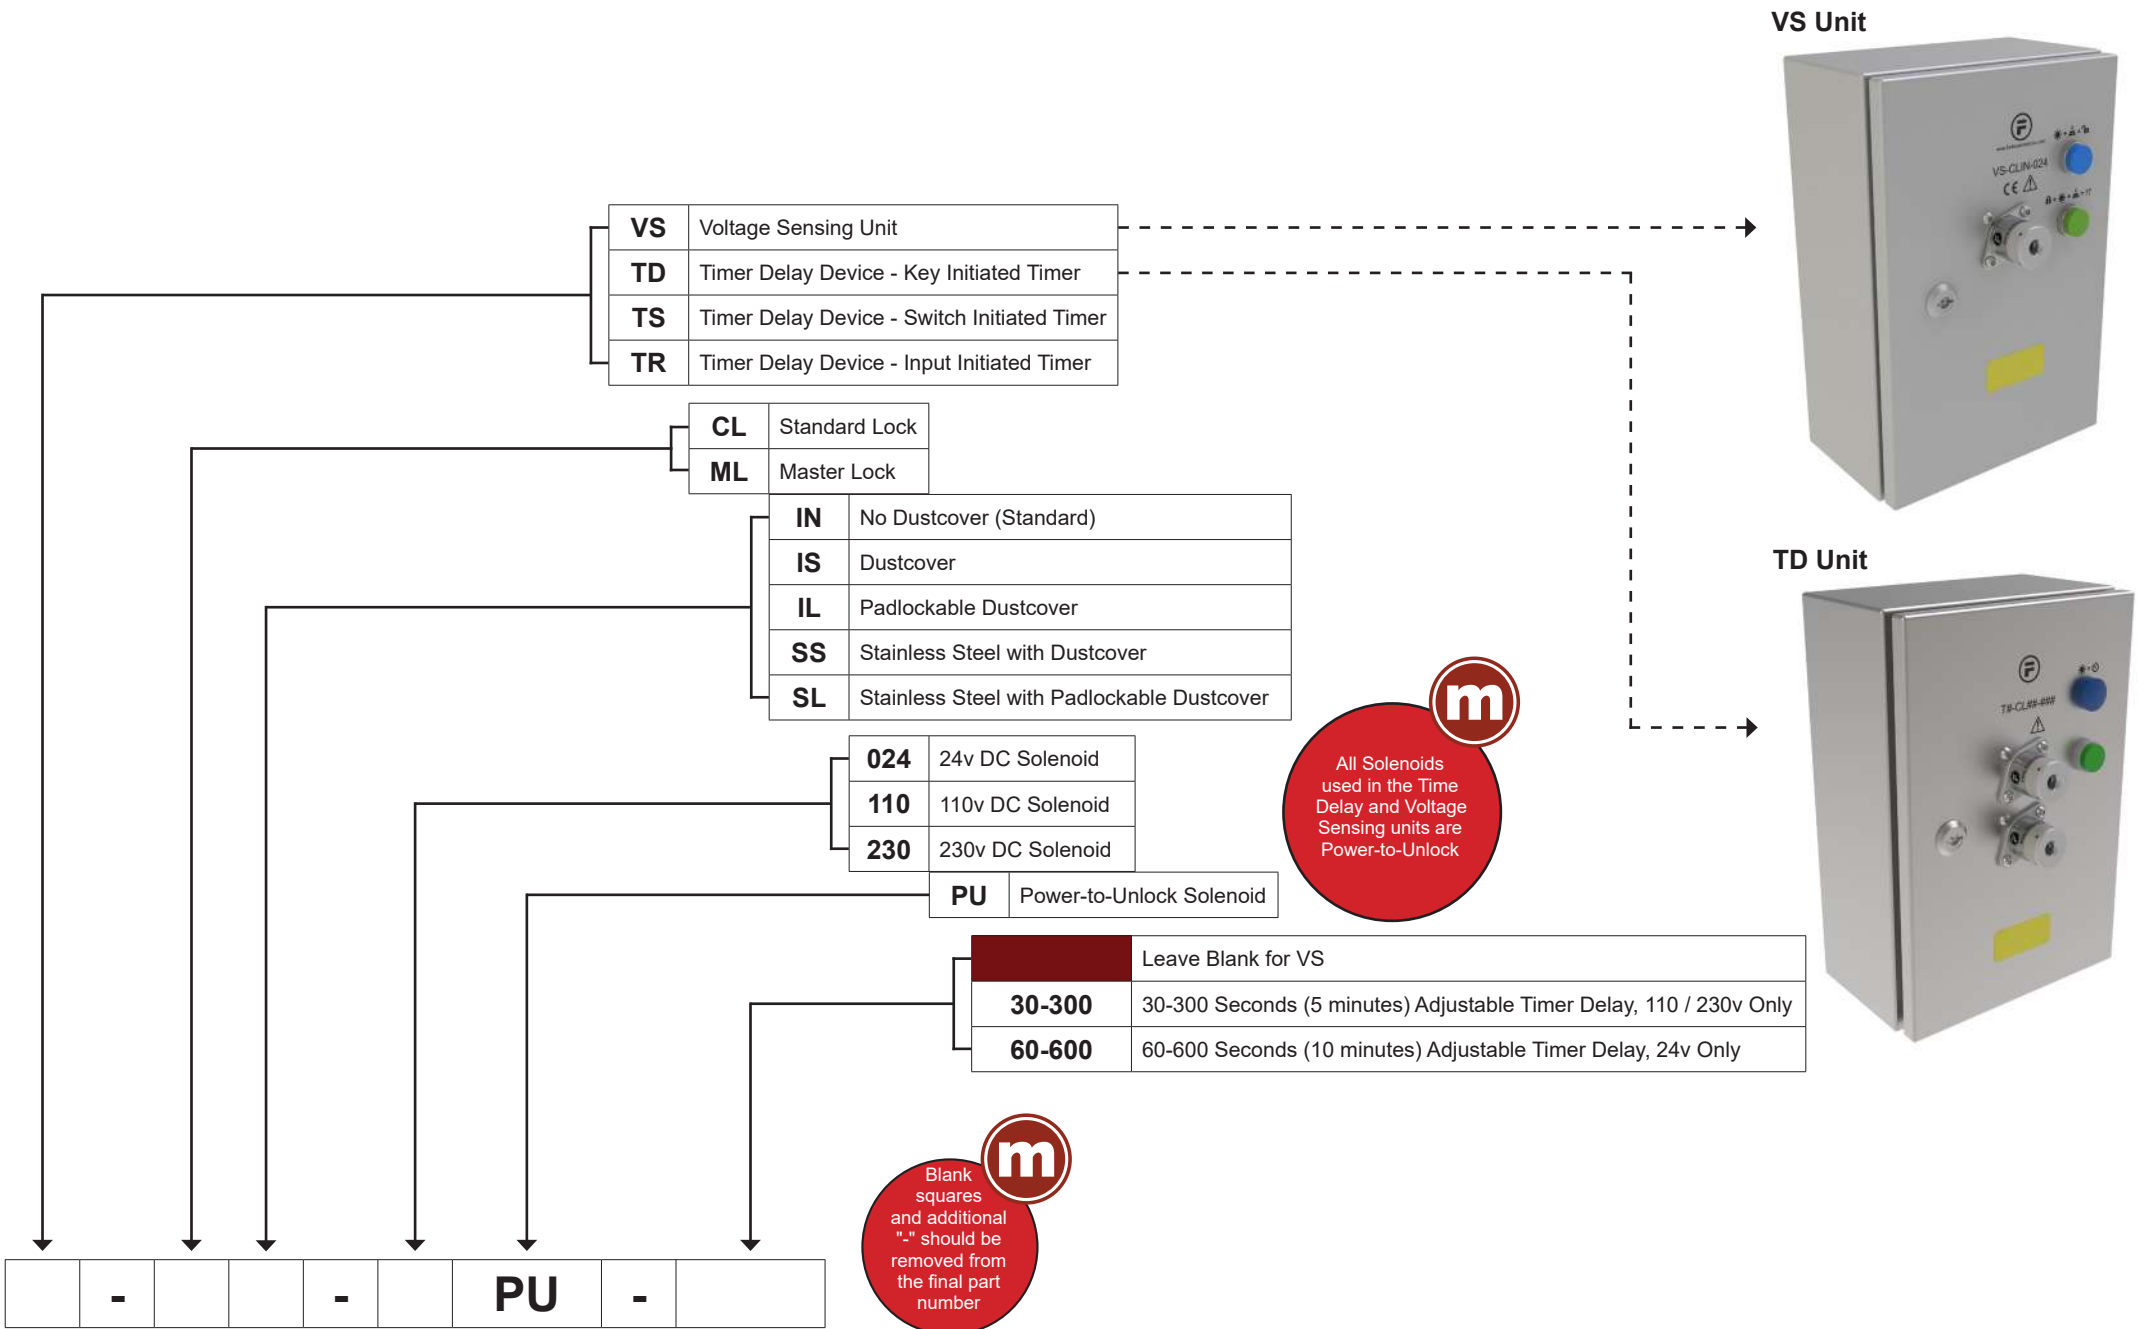 VS Unit
VS-CLIN-024
CE
VS Voltage Sensing Unit
TD Timer Delay Device - Key Initiated Timer
TS Timer Delay Device - Switch Initiated Timer
TR Timer Delay Device - Input Initiated Timer
CL Standard Lock
ML Master Lock
IN No Dustcover (Standard)
IS Dustcover
IL Padlockable Dustcover
SS Stainless Steel with Dustcover
SL Stainless Steel with Padlockable Dustcover
TD Unit
T#-CL##-###
024 24v DC Solenoid
110 110v DC Solenoid
230 230v DC Solenoid
m
All Solenoids
used in the Time
Delay and Voltage
Sensing units are
Power-to-Unlock
PU Power-to-Unlock Solenoid
Leave Blank for VS
30-300 30-300 Seconds (5 minutes) Adjustable Timer Delay, 110 / 230v Only
60-600 60-600 Seconds (10 minutes) Adjustable Timer Delay, 24v Only
m
Blank
squares
and additional
"-" should be
removed from
the final part
number
- - PU -